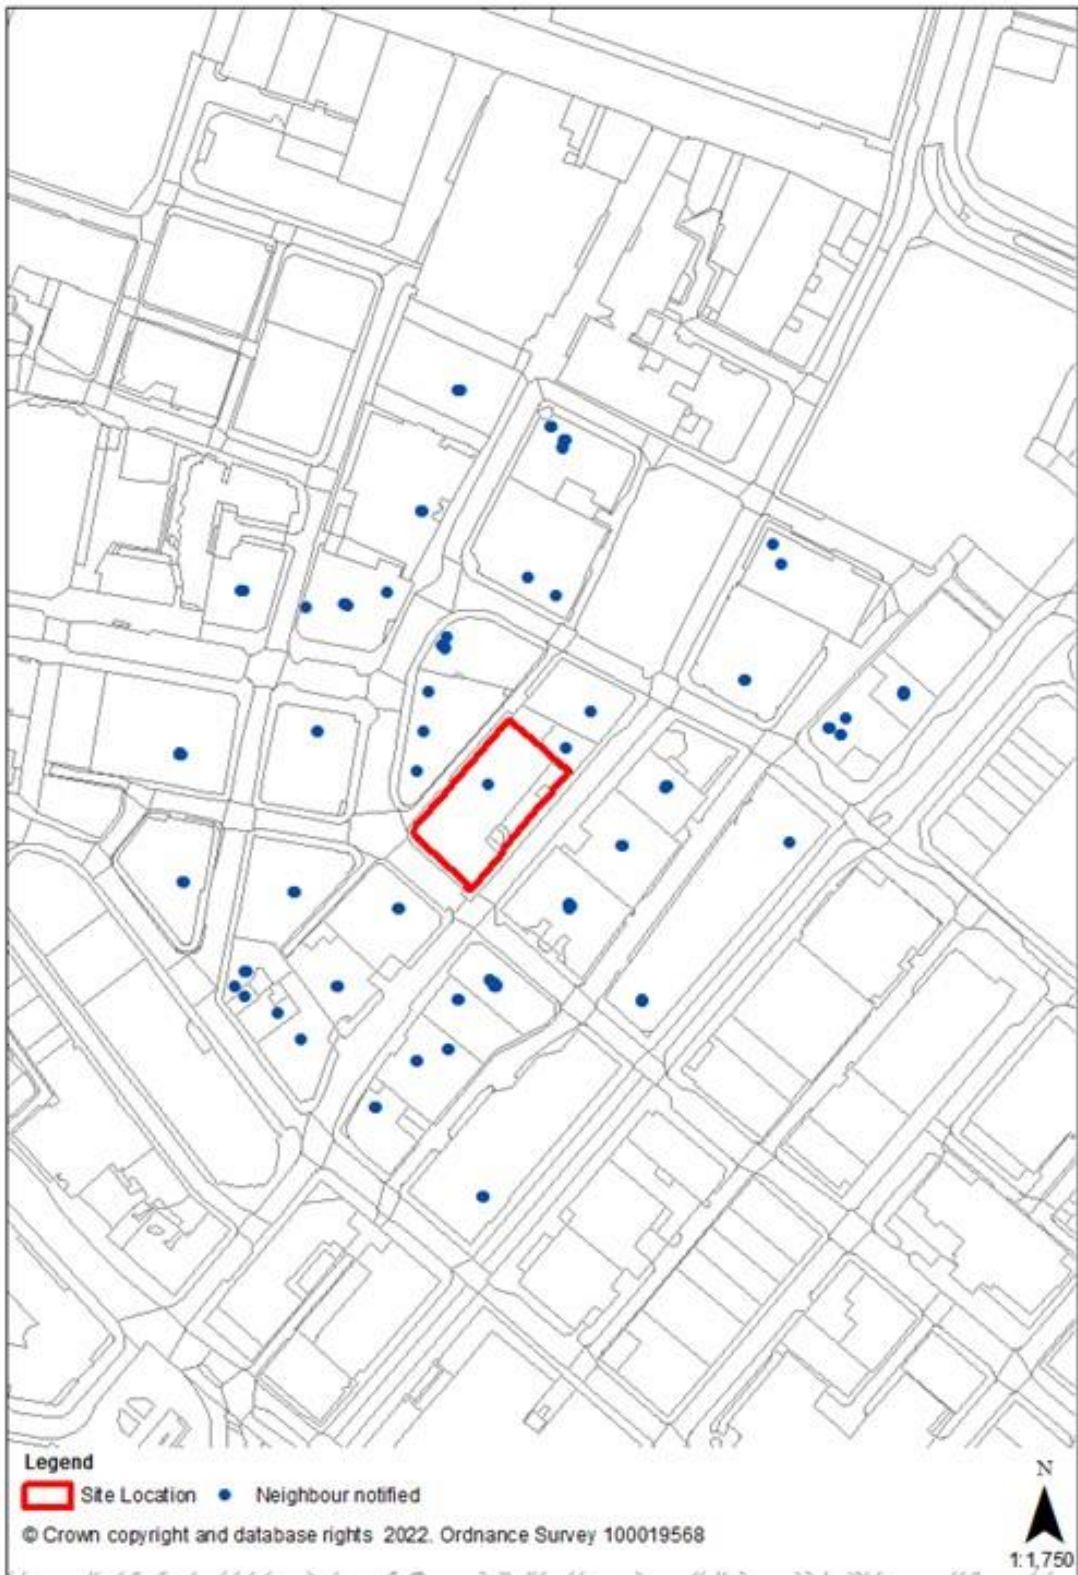 Legend
Site Location
Neighbour notified
© Crown copyright and database rights 2022. Ordnance Survey 100019568
N
1:1,750